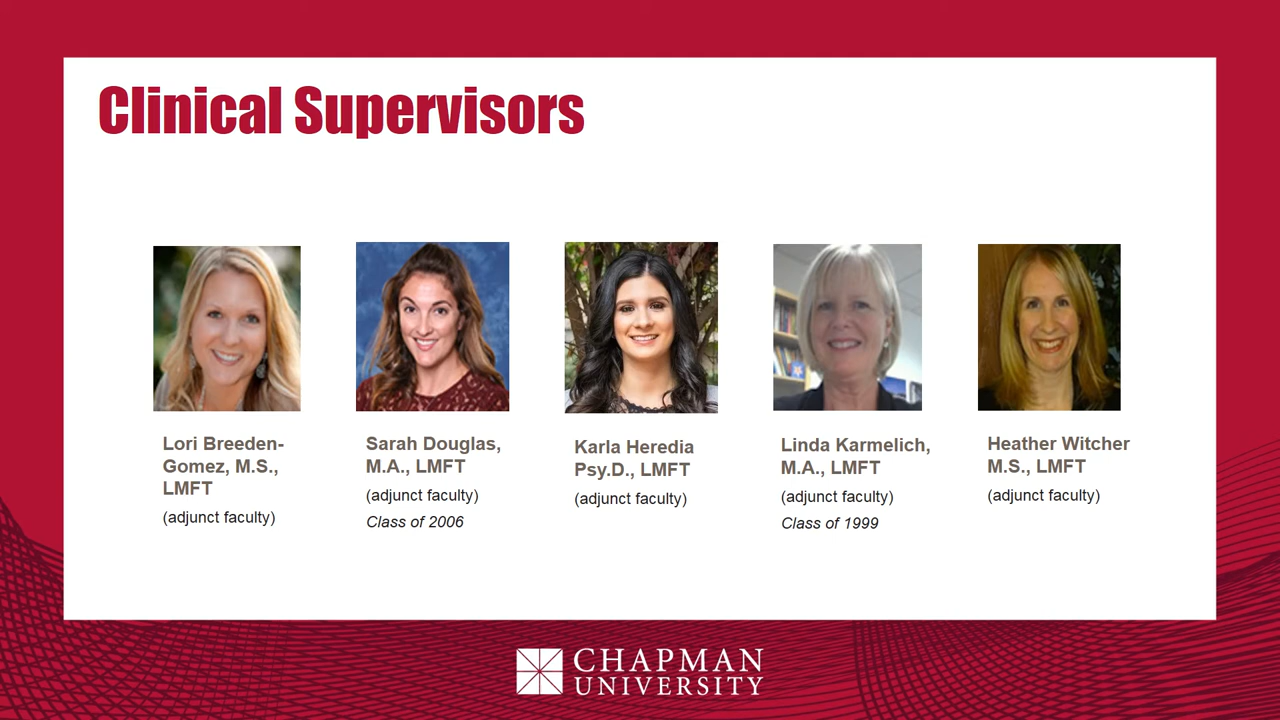 Clinical Supervisors
Lori Breeden-
Gomez, M.S.,
LMFT
(adjunct faculty)
Sarah Douglas,
M.A., LMFT
(adjunct faculty)
Class of 2006
Karla Heredia
Psy.D., LMFT
(adjunct faculty)
Linda Karmelich,
M.A., LMFT
(adjunct faculty)
Class of 1999
Heather Witcher
M.S., LMFT
(adjunct faculty)
CHAPMAN
UNIVERSITY